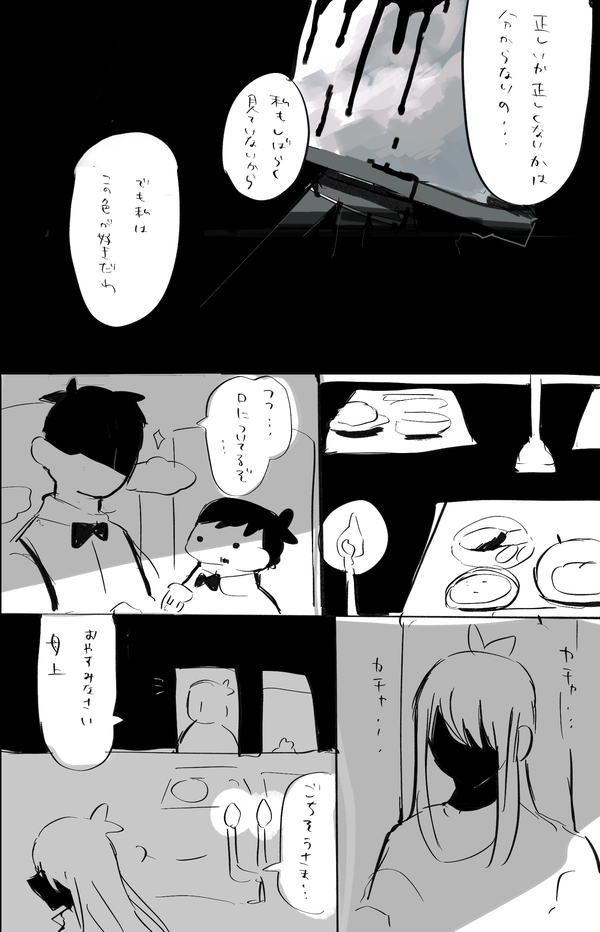 正しいか正しくないかは
分からないの・・・
私もしばらく
見ていないから
でも私は
この色が好きだわ
フフ・・・
口についてるぞ
カチャ・・・
カチャ・・・
おやすみなさい
母上
ごちそうさま・・・